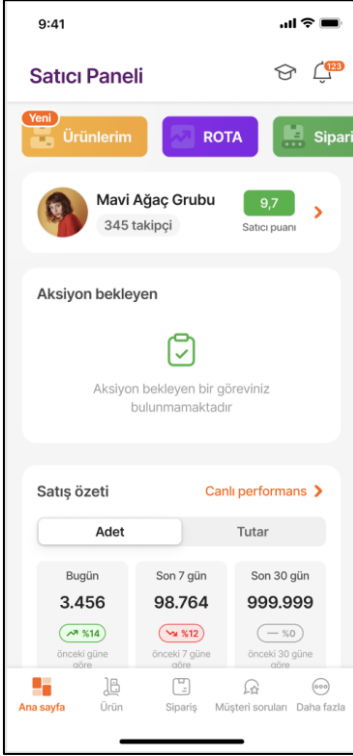 9:41
Satıcı Paneli
123
Yeni
Ürünlerim
ROTA
Sipari
Mavi Ağaç Grubu
345 takipçi
9,7
Satıcı puanı
Aksiyon bekleyen
Aksiyon bekleyen bir göreviniz
bulunmamaktadır
Satış özeti
Canlı performans
Adet
Tutar
Bugün
Son 7 gün
Son 30 gün
3.456
98.764
999.999
%14
%12
%0
önceki güne
göre
önceki 7 güne
göre
önceki 30 güne
göre
Ana sayfa
Ürün
Sipariş
Müşteri soruları
Daha fazla